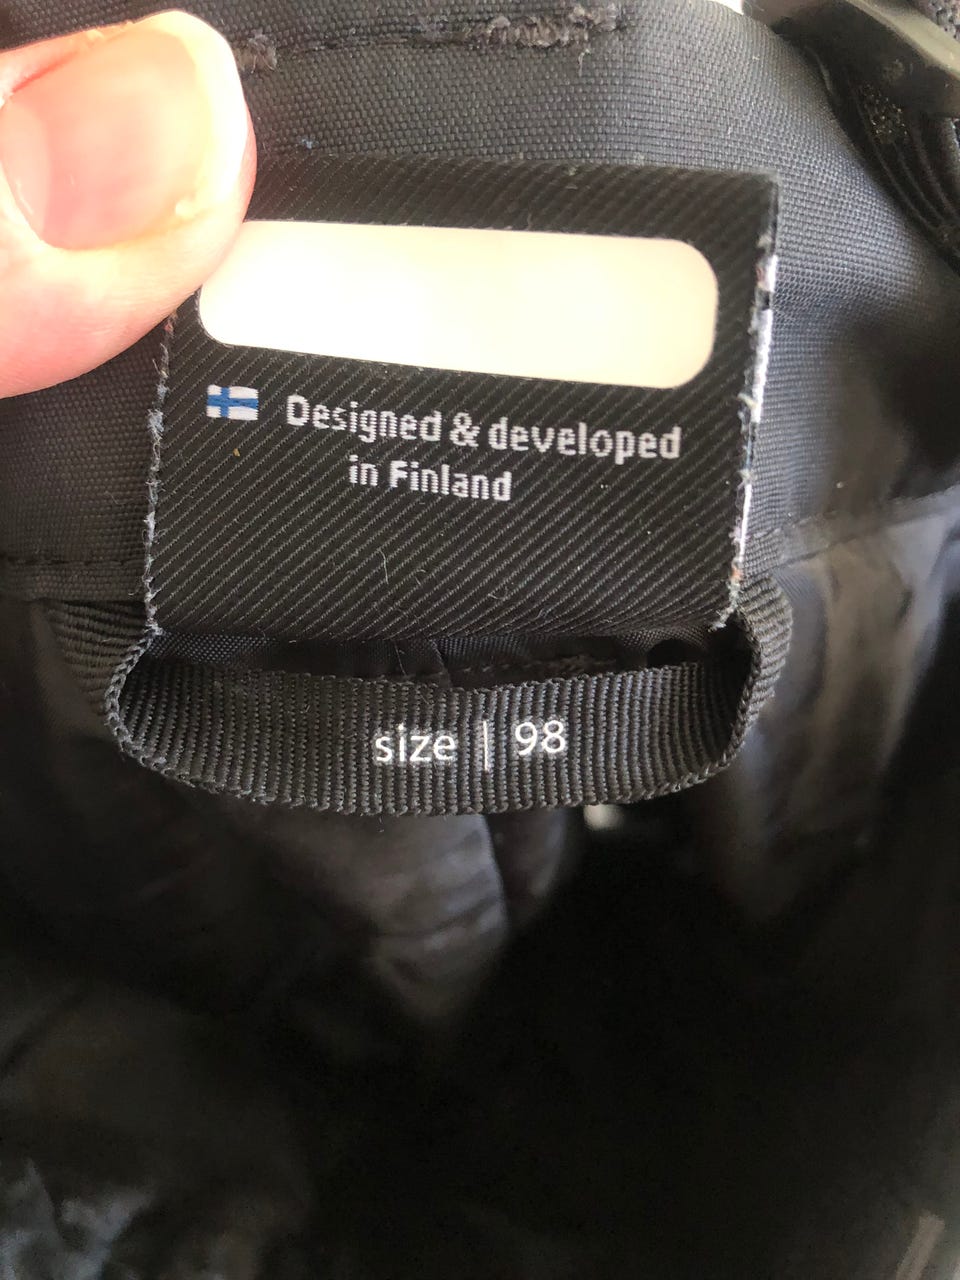 Designed & developed
in Finland
size | 98